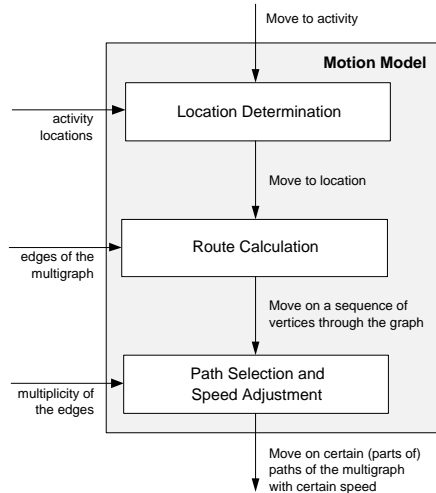 Move to activity
Motion Model
Location Determination
activity
locations
Move to location
Route Calculation
edges of the
multigraph
Move on a sequence of
vertices through the graph
Path Selection and
Speed Adjustment
multiplicity of
the edges
Move on certain (parts of)
paths of the multigraph
with certain speed